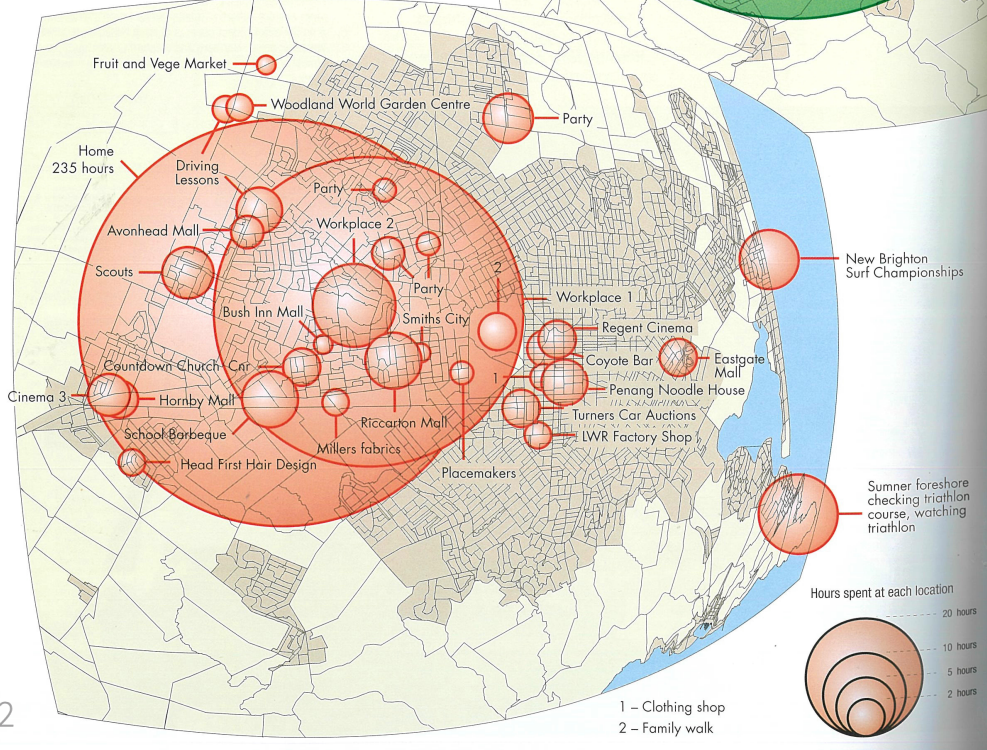 Fruit and Vege Market
Woodland World Garden Centre
Party
Home
235 hours
Driving
Lessons
Party
Avonhead Mall
Workplace 2
Scouts
Party
2
New Brighton
Surf Championships
Workplace 1
Bush Inn Mall
Smiths City
Regent Cinema
Countdown Church Car
Coyote Bar
Eastgate
Mall
1
Cinema 3
Hornby Mall
Penang Noodle House
Riccarton Mall
Turners Car Auctions
School Barbeque
LWR Factory Shop
Millers fabrics
Head First Hair Design
Placemakers
Sumner foreshore
checking triathlon
course, watching
triathlon
Hours spent at each location
20 hours
10 hours
5 hours
2 hours
1 – Clothing shop
2 – Family walk
2